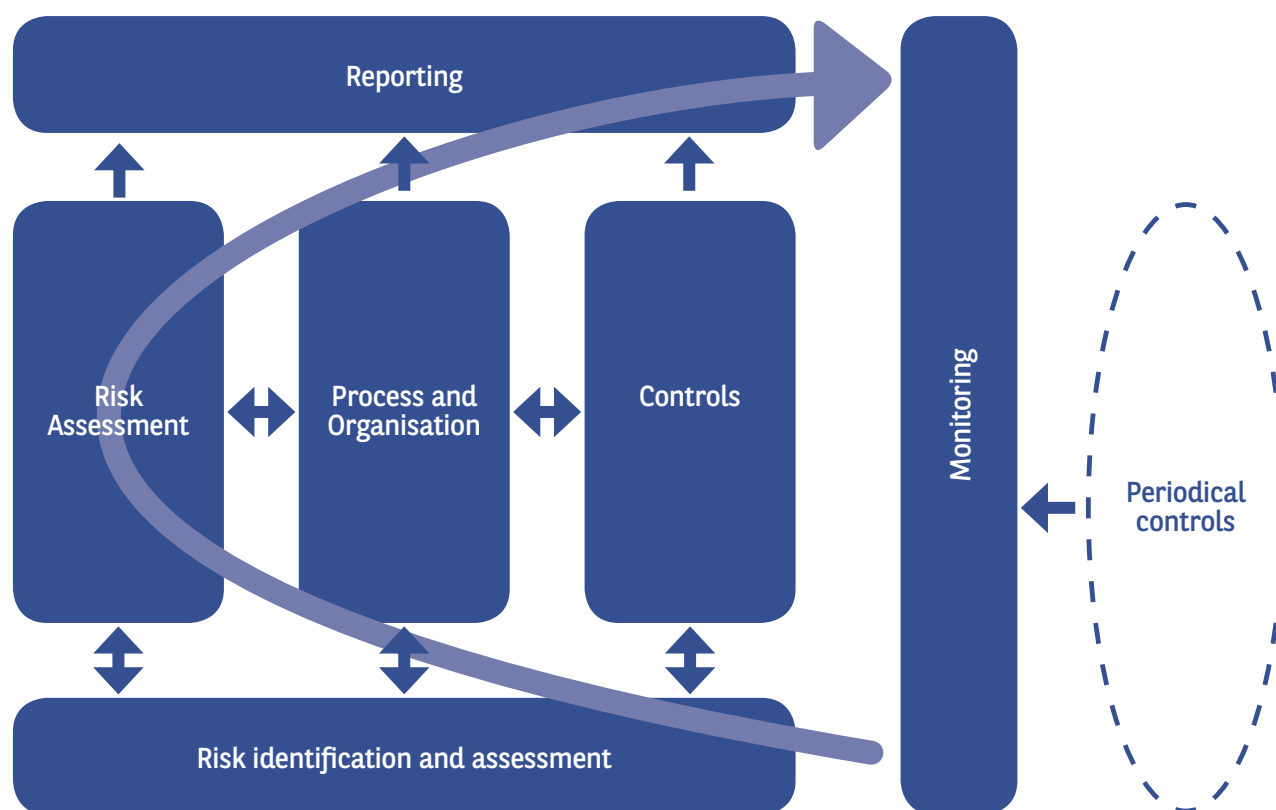 Reporting
Risk
Assessment
Process and
Organisation
Controls
Monitoring
Periodical
controls
Risk identification and assessment